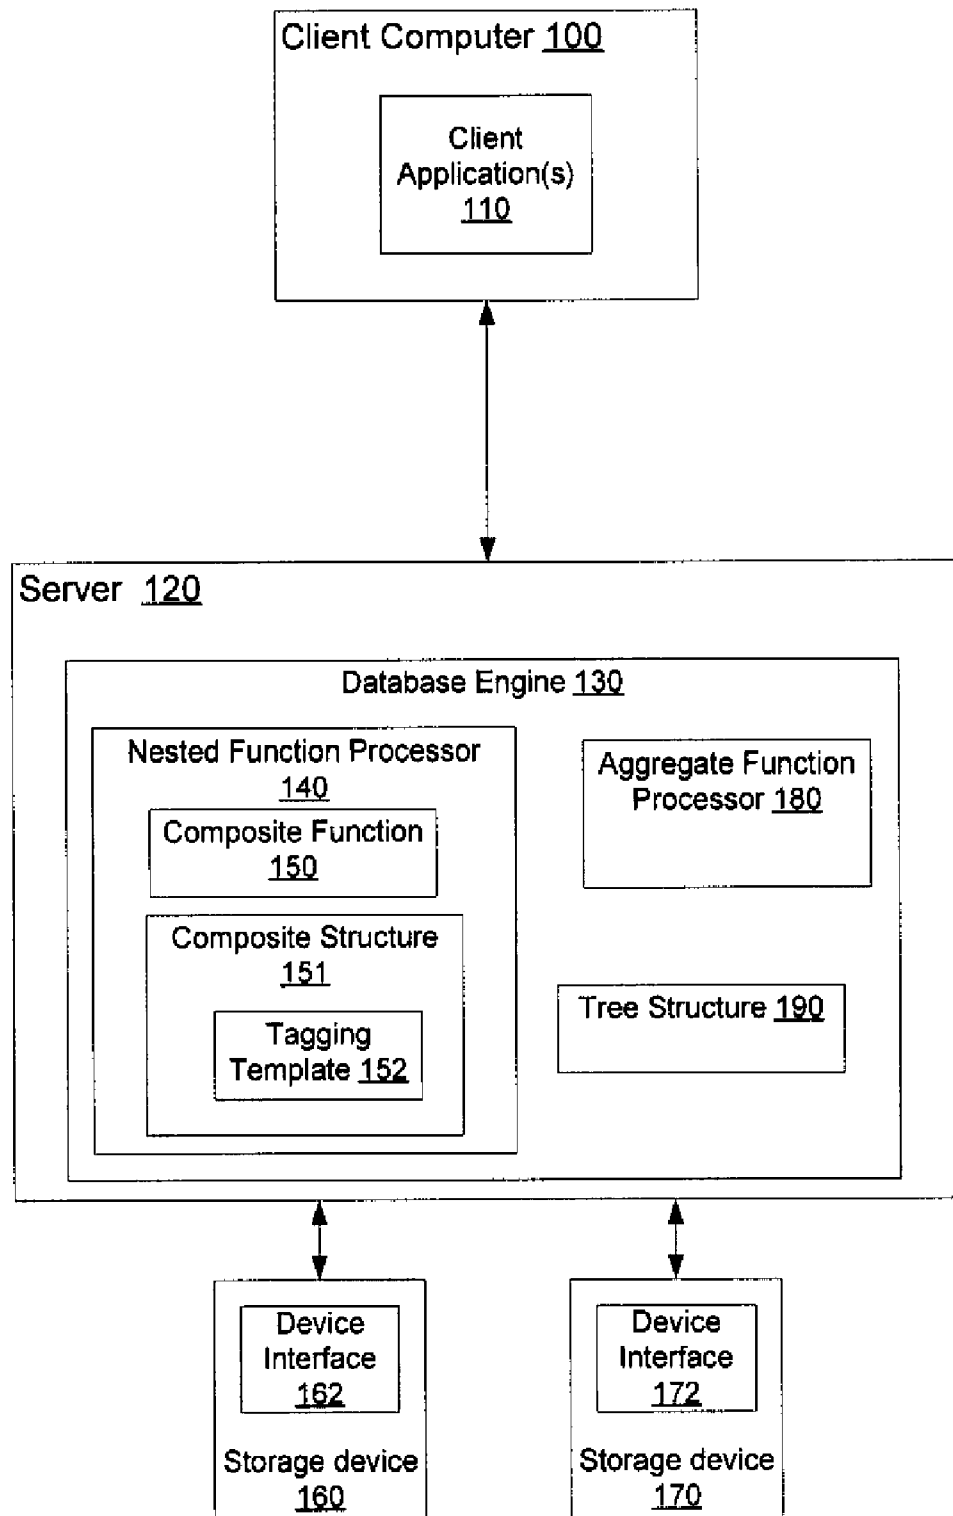 Client Computer 100
Client
Application(s)
110
Server 120
Database Engine 130
Nested Function Processor
140
Composite Function
150
Composite Structure
151
Tagging
Template 152
Aggregate Function
Processor 180
Tree Structure 190
Device
Interface
162
Storage device
160
Device
Interface
172
Storage device
170